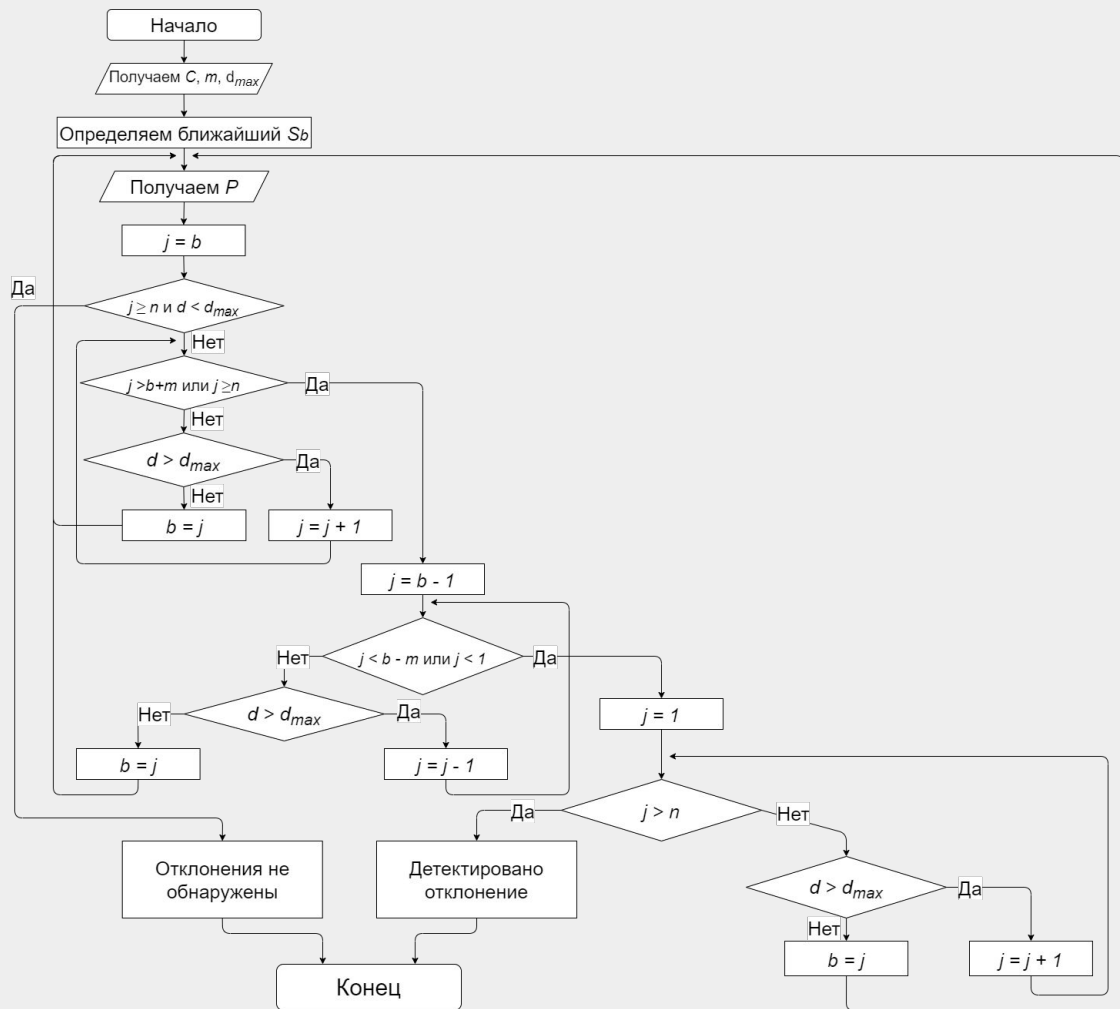 Начало
Получаем C, m, dmax
Определяем ближайший Sb
Получаем P
j = b
Да
j ≥ n и d < dmax
Нет
j >b+m или j ≥n
Да
Нет
d > dmax
Да
Нет
b = j
j = j + 1
j = b - 1
j < b - m или j < 1
Нет
Да
d > dmax
Нет
Да
j = 1
b = j
j = j - 1
j > n
Да
Нет
Отклонения не
обнаружены
Детектировано
отклонение
d > dmax
Да
Нет
b = j
j = j + 1
Конец